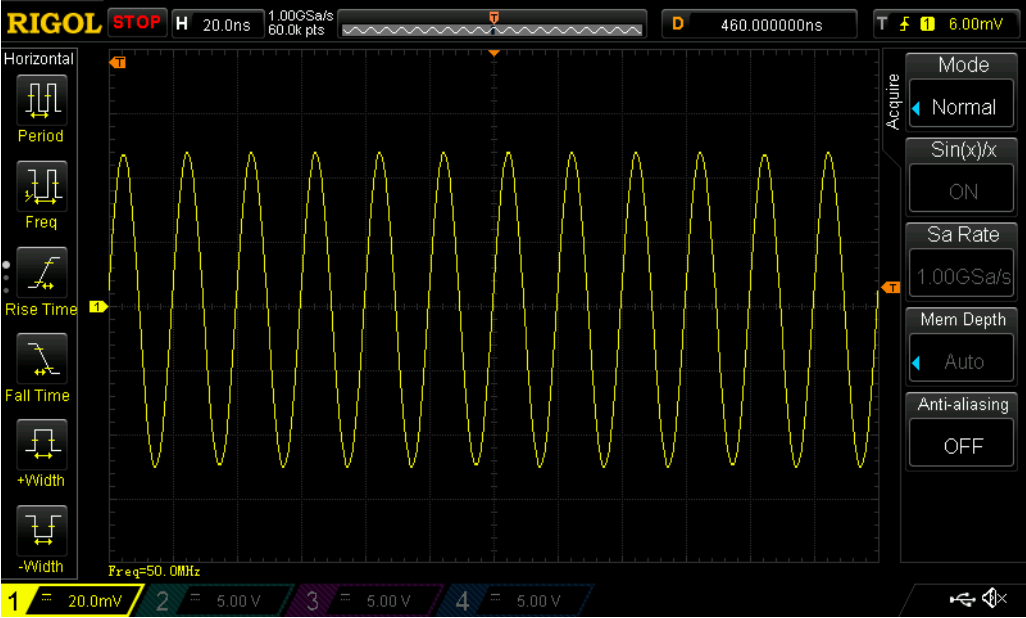 RIGOL STOP H 20.0ns 1.00GSa/s 60.0k pts T D 460.000000ns T 1 6.00mV
Horizontal
Period
Freq
Rise Time
Fall Time
+Width
-Width
T
1
T
Freq=50.0MHz
Acquire
Mode
Normal
Sin(x)/x
ON
Sa Rate
1.00GSa/s
Mem Depth
Auto
Anti-aliasing
OFF
1 = 20.0mV 2 = 5.00 V 3 = 5.00 V 4 = 5.00 V